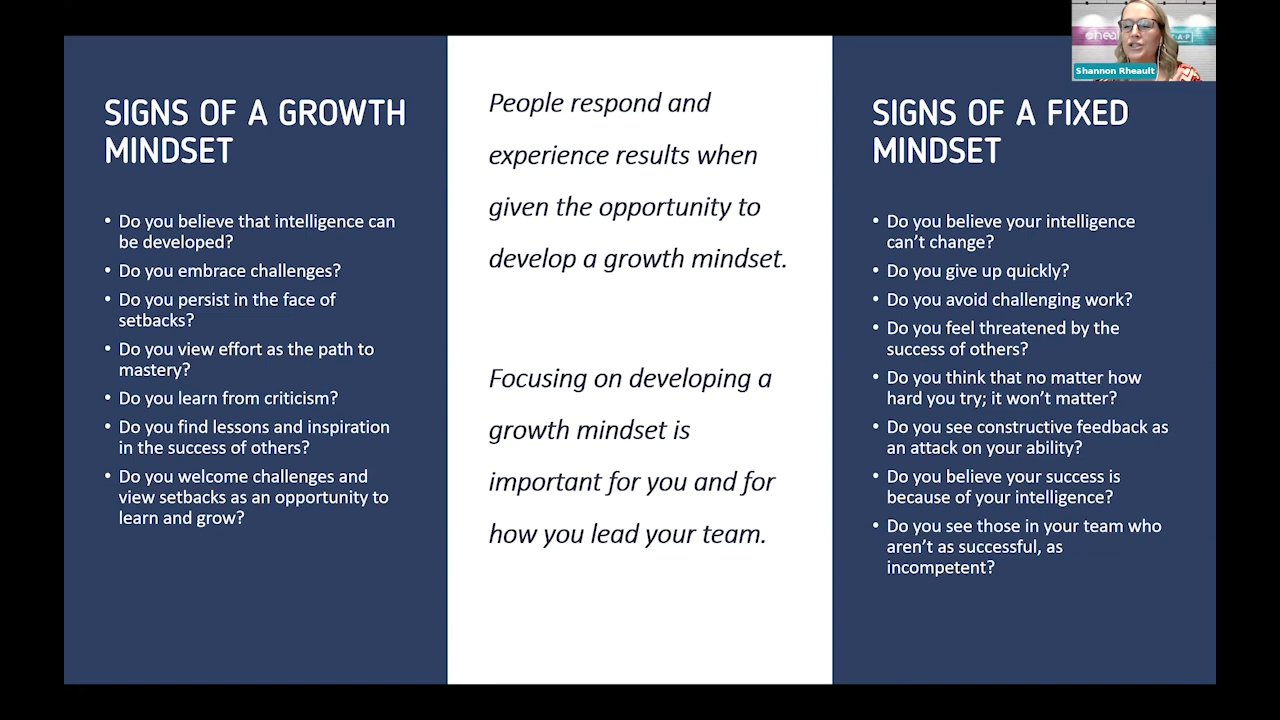 SIGNS OF A GROWTH
MINDSET
• Do you believe that intelligence can
be developed?
• Do you embrace challenges?
• Do you persist in the face of
setbacks?
• Do you view effort as the path to
mastery?
• Do you learn from criticism?
• Do you find lessons and inspiration
in the success of others?
• Do you welcome challenges and
view setbacks as an opportunity to
learn and grow?
People respond and
experience results when
given the opportunity to
develop a growth mindset.
Focusing on developing a
growth mindset is
important for you and for
how you lead your team.
Shannon Rheault
SIGNS OF A FIXED
MINDSET
• Do you believe your intelligence
can’t change?
• Do you give up quickly?
• Do you avoid challenging work?
• Do you feel threatened by the
success of others?
• Do you think that no matter how
hard you try; it won’t matter?
• Do you see constructive feedback as
an attack on your ability?
• Do you believe your success is
because of your intelligence?
• Do you see those in your team who
aren’t as successful, as
incompetent?